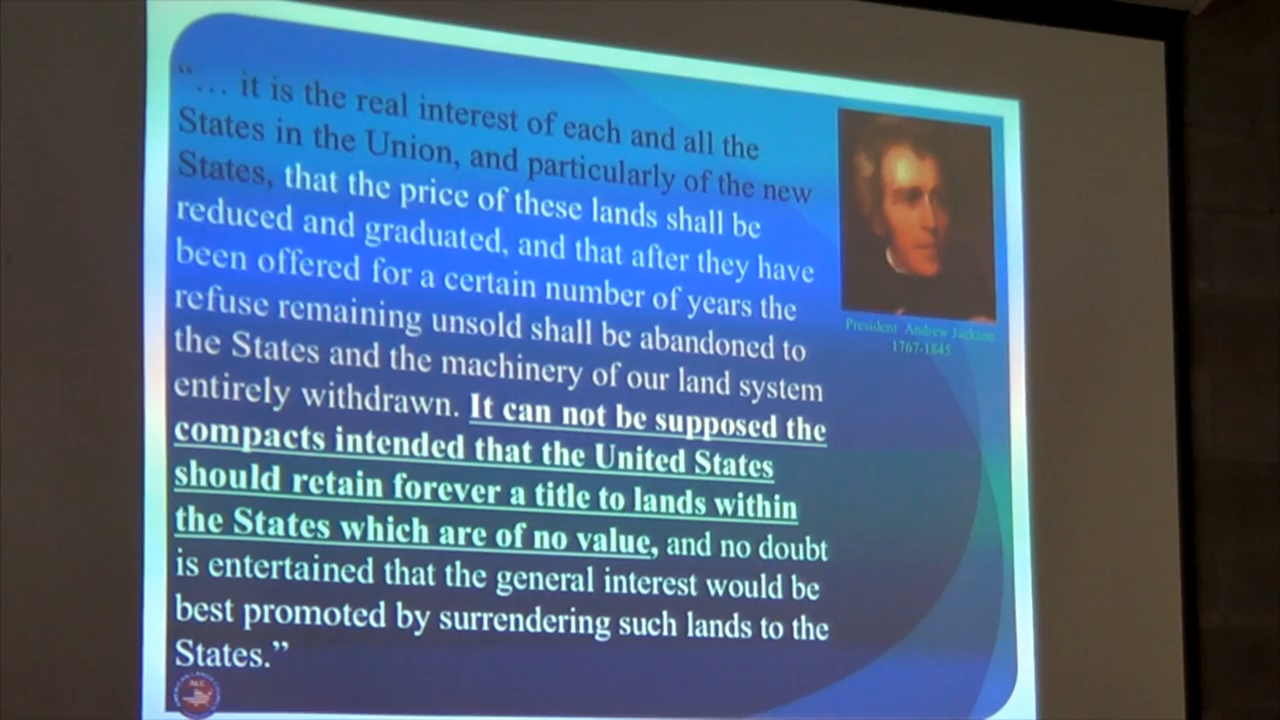 “… it is the real interest of each and all the
States in the Union, and particularly of the new
States, that the price of these lands shall be
reduced and graduated, and that after they have
been offered for a certain number of years the
refuse remaining unsold shall be abandoned to
the States and the machinery of our land system
entirely withdrawn. It can not be supposed the
compacts intended that the United States
should retain forever a title to lands within
the States which are of no value, and no doubt
is entertained that the general interest would be
best promoted by surrendering such lands to the
States.”
President Andrew Jackson
1767-1845
ALC